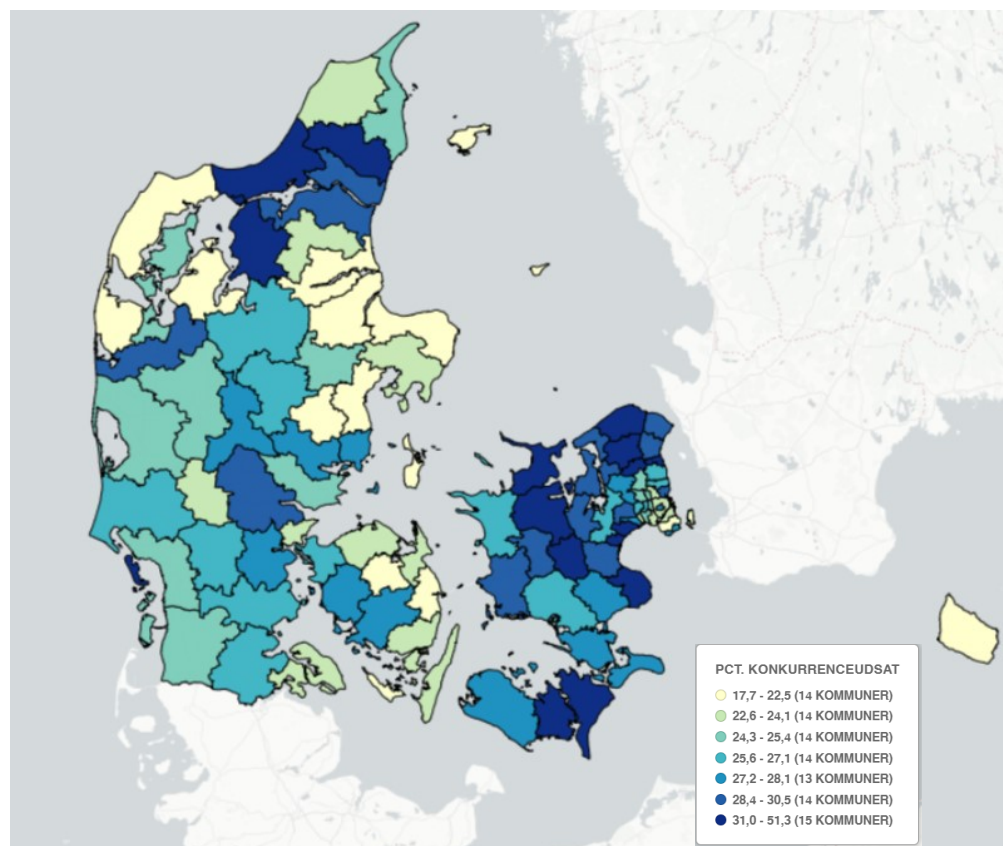 PCT. KONKURRENCEUDSAT
17,7 - 22,5 (14 KOMMUNER)
22,6 - 24,1 (14 KOMMUNER)
24,3 - 25,4 (14 KOMMUNER)
25,6 - 27,1 (14 KOMMUNER)
27,2 - 28,1 (13 KOMMUNER)
28,4 - 30,5 (14 KOMMUNER)
31,0 - 51,3 (15 KOMMUNER)